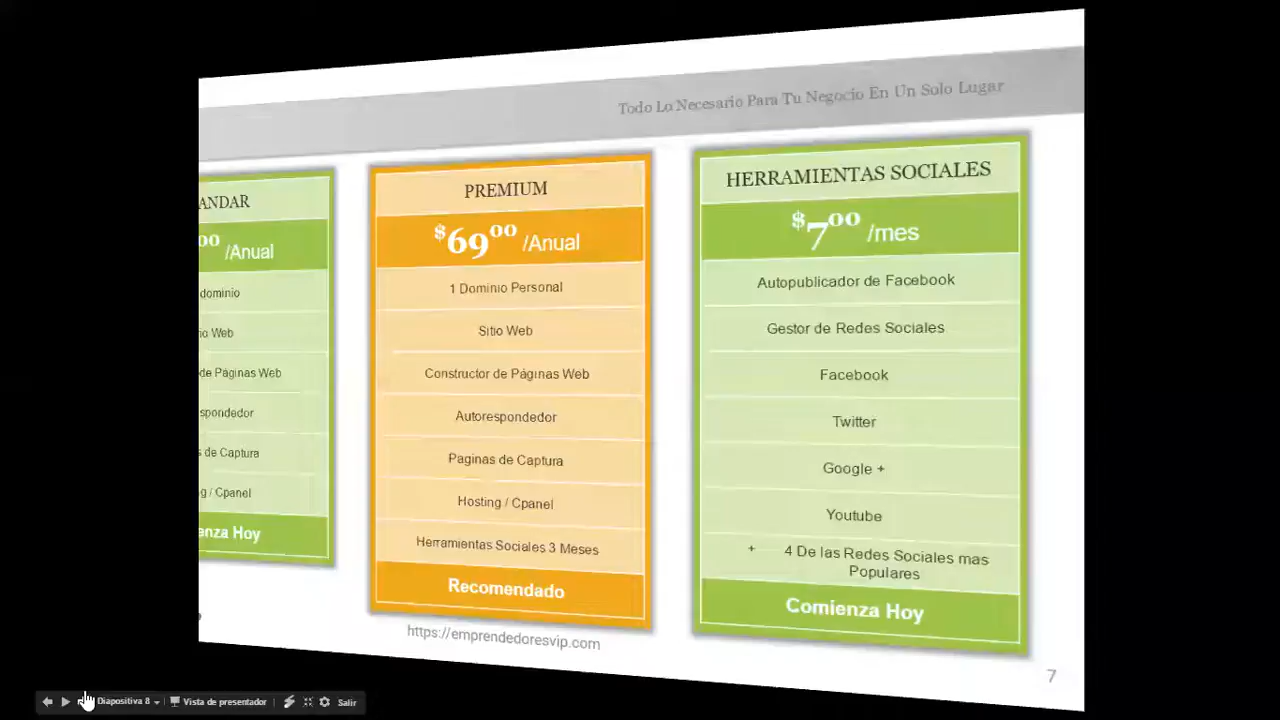 Todo Lo Necesario Para Tu Negocio En Un Solo Lugar
ANDAR
00 /Anual
dominio
Web
de Páginas Web
spondedor
s de Captura
g / Cpanel
enza Hoy
PREMIUM
$6900 /Anual
1 Dominio Personal
Sitio Web
Constructor de Páginas Web
Autorespondedor
Paginas de Captura
Hosting / Cpanel
Herramientas Sociales 3 Meses
Recomendado
HERRAMIENTAS SOCIALES
$700 /mes
Autopublicador de Facebook
Gestor de Redes Sociales
Facebook
Twitter
Google +
Youtube
+ 4 De las Redes Sociales mas
Populares
Comienza Hoy
https://emprendedoresvip.com
7
Diapositiva 8
Vista de presentador
Salir